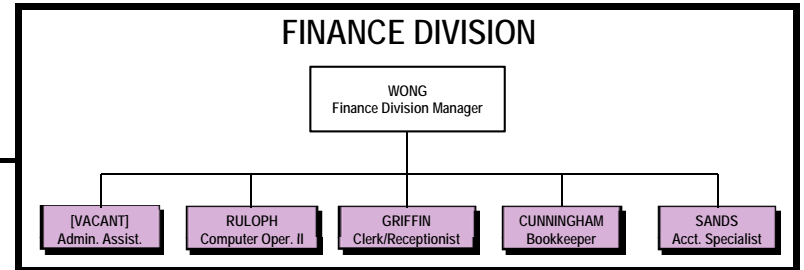 FINANCE DIVISION
WONG
Finance Division Manager
[VACANT]
Admin. Assist.
RULOPH
Computer Oper. II
GRIFFIN
Clerk/Receptionist
CUNNINGHAM
Bookkeeper
SANDS
Acct. Specialist